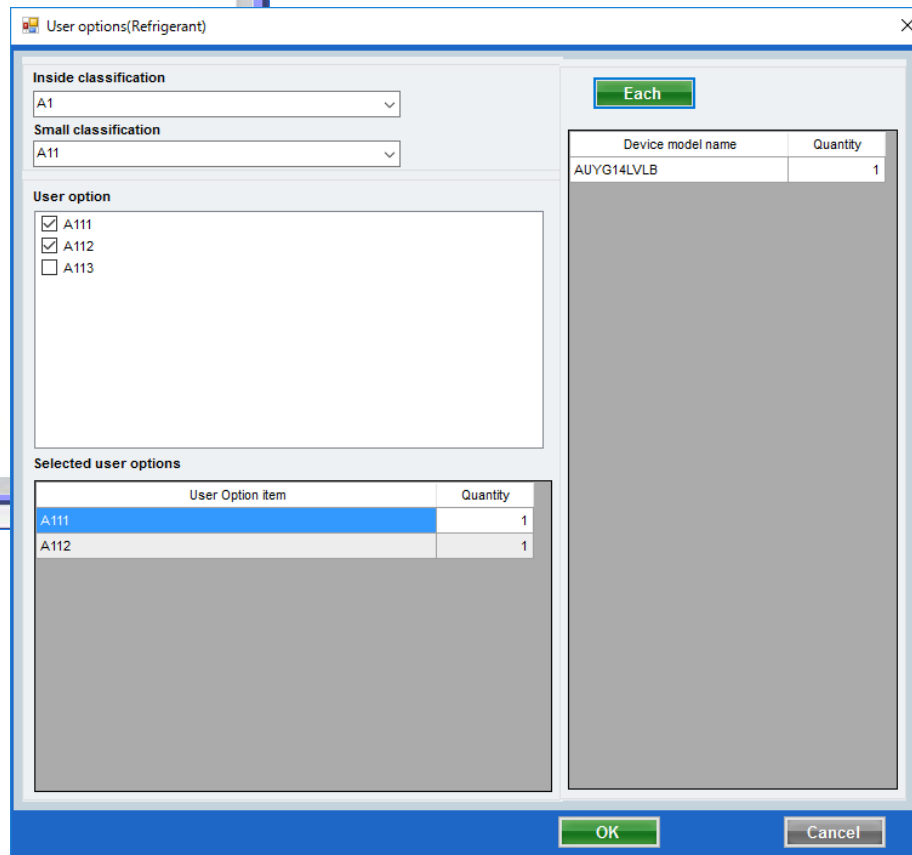 User options(Refrigerant)
Inside classification
A1
Small classification
A11
User option
A111
A112
A113
Selected user options
User Option item Quantity
A111 1
A112 1
Each
Device model name Quantity
AUYG14LVLB 1
OK Cancel